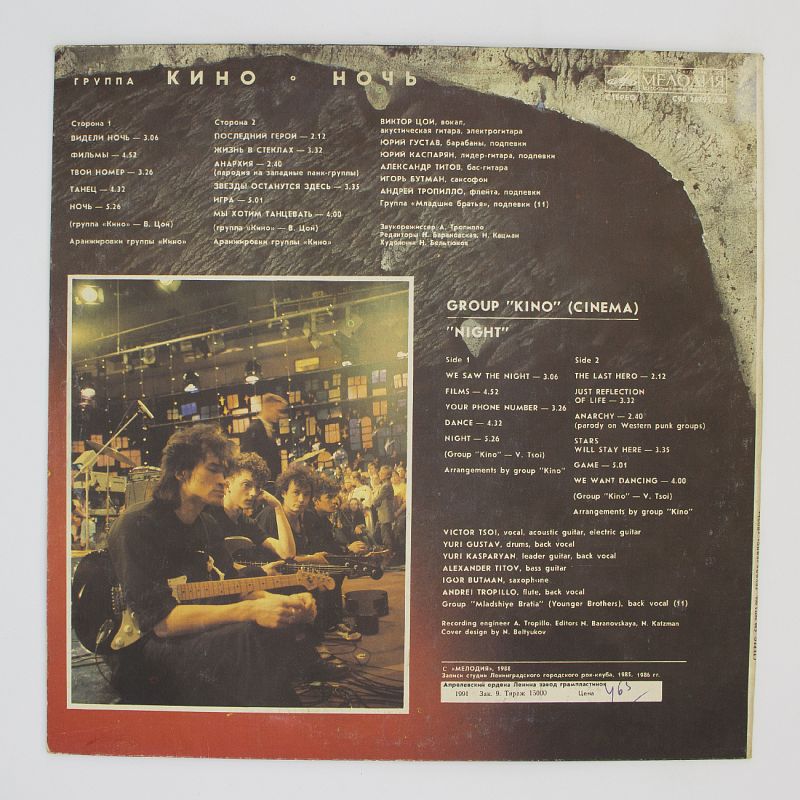 ГРУППА КИНО ° НОЧЬ
МЕЛОДИЯ
СТЕРЕО
Сторона 1
ВИДЕЛИ НОЧЬ — 3.06
ФИЛЬМЫ — 4.52
ТВОЙ НОМЕР — 3.26
ТАНЕЦ — 4.32
НОЧЬ — 5.26
(группа «Кино» — В. Цой)
Аранжировки группы «Кино»
Сторона 2
ПОСЛЕДНИЙ ГЕРОЙ — 2.12
ЖИЗНЬ В СТЕКЛАХ — 3.32
АНАРХИЯ — 2.40
(пародия на западные панк-группы)
ЗВЕЗДЫ ОСТАНУТСЯ ЗДЕСЬ — 3.35
ИГРА — 5.01
МЫ ХОТИМ ТАНЦЕВАТЬ — 4.00
(группа «Кино» — В. Цой)
Аранжировки группы «Кино»
ВИКТОР ЦОЙ, вокал,
акустическая гитара, электрогитара
ЮРИЙ ГУСТАВ, барабаны, подпевки
ЮРИЙ КАСПАРЯН, лидер-гитара, подпевки
АЛЕКСАНДР ТИТОВ, бас-гитара
ИГОРЬ БУТМАН, саксофон
АНДРЕЙ ТРОПИЛЛО, флейта, подпевки
Группа «Младшие братья», подпевки (11)
Звукорежиссер А. Тропилло
Редакторы Н. Барановская, Н. Кацман
Художник Н. Бельтюков
GROUP "KINO" (CINEMA)
"NIGHT"
Side 1
WE SAW THE NIGHT — 3.06
FILMS — 4.52
YOUR PHONE NUMBER — 3.26
DANCE — 4.32
NIGHT — 5.26
(Group "Kino" — V. Tsoi)
Arrangements by group "Kino"
Side 2
THE LAST HERO — 2.12
JUST REFLECTION
OF LIFE — 3.32
ANARCHY — 2.40
(parody on Western punk groups)
STARS
WILL STAY HERE — 3.35
GAME — 5.01
WE WANT DANCING — 4.00
(Group "Kino" — V. Tsoi)
Arrangements by group "Kino"
VICTOR TSOI, vocal, acoustic guitar, electric guitar
YURI GUSTAV, drums, back vocal
YURI KASPARYAN, leader guitar, back vocal
ALEXANDER TITOV, bass guitar
IGOR BUTMAN, saxophone
ANDREI TROPILLO, flute, back vocal
Group "Mladshiye Bratia" (Younger Brothers), back vocal (11)
Recording engineer A. Tropillo. Editors N. Baranovskaya, N. Katzman
Cover design by N. Beltyukov
С «МЕЛОДИЯ», 1988
Записи студии Ленинградского городского рок-клуба, 1985, 1986 гг.
Апрелевский ордена Ленина завод грампластинок
1991 Зак. 9. Тираж 15000 Цена